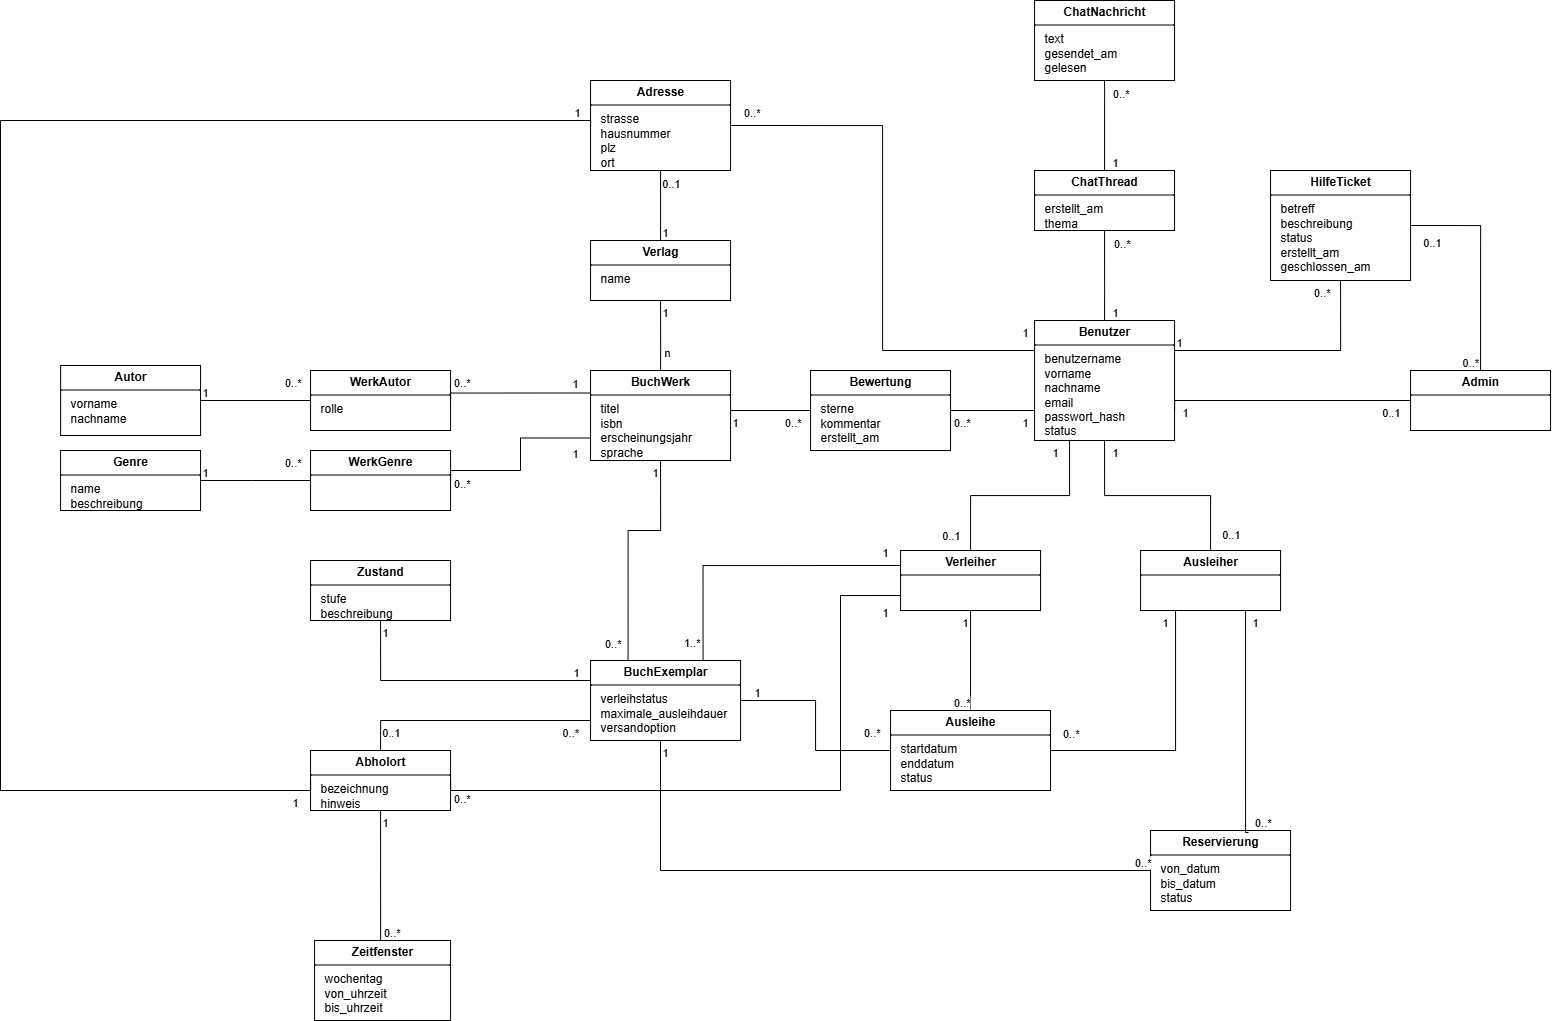 ChatNachricht
text
gesendet_am
gelesen
0..*
1
ChatThread
erstellt_am
thema
0..*
1
Adresse
strasse
hausnummer
plz
ort
1
0..*
0..1
1
Verlag
name
1
n
HilfeTicket
betreff
beschreibung
status
erstellt_am
geschlossen_am
0..1
0..*
0..*
Admin
Benutzer
benutzername
vorname
nachname
email
passwort_hash
status
1
1
1
0..1
1
1
1
Autor
vorname
nachname
1
0..*
WerkAutor
rolle
0..*
1
BuchWerk
titel
isbn
erscheinungsjahr
sprache
1
0..*
Bewertung
sterne
kommentar
erstellt_am
0..*
Genre
name
beschreibung
1
0..*
WerkGenre
0..*
1
1
0..1
0..1
Verleiher
1
1
1
Ausleiher
1
1
Zustand
stufe
beschreibung
1
1
0..*
1..*
BuchExemplar
verleihstatus
maximale_ausleihdauer
versandoption
1
0..*
0..1
1
0..*
Ausleihe
startdatum
enddatum
status
0..*
0..*
Abholort
bezeichnung
hinweis
1
0..*
1
0..*
Reservierung
von_datum
bis_datum
status
0..*
0..*
Zeitfenster
wochentag
von_uhrzeit
bis_uhrzeit